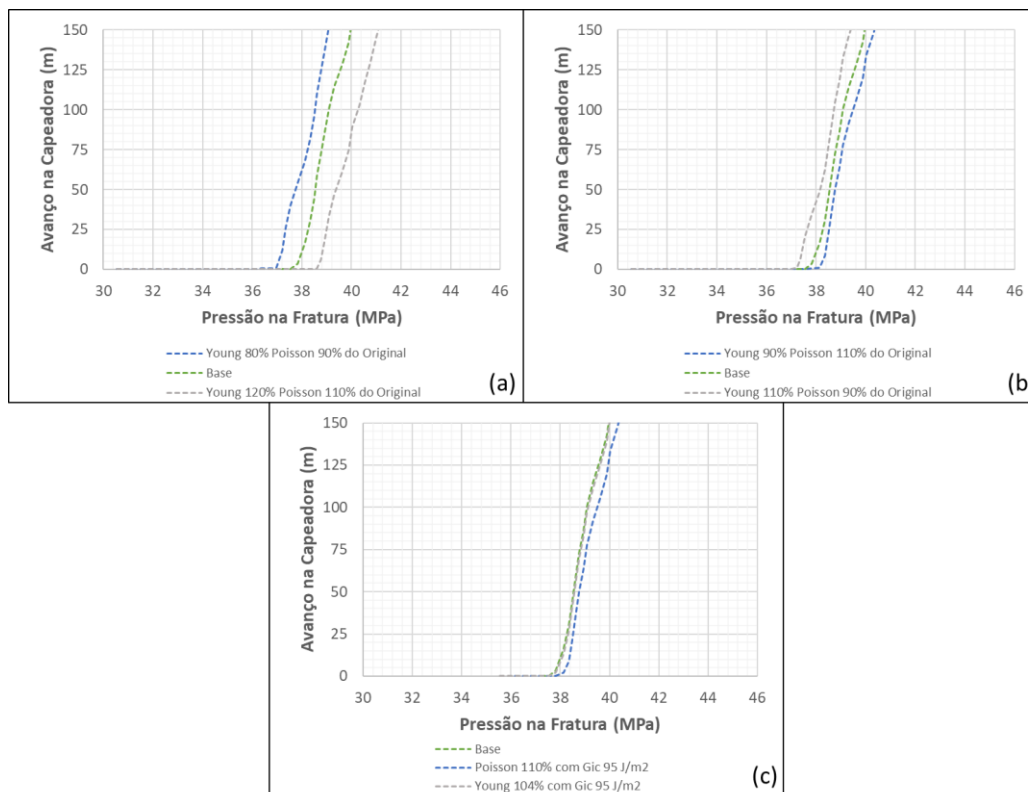 Avanço na Capeadora (m)
150
125
100
75
50
25
0
30 32 34 36 38 40 42 44 46
Pressão na Fratura (MPa)
Young 80% Poisson 90% do Original
Base
Young 120% Poisson 110% do Original
(a)
Avanço na Capeadora (m)
150
125
100
75
50
25
0
30 32 34 36 38 40 42 44 46
Pressão na Fratura (MPa)
Young 90% Poisson 110% do Original
Base
Young 110% Poisson 90% do Original
(b)
Avanço na Capeadora (m)
150
125
100
75
50
25
0
30 32 34 36 38 40 42 44 46
Pressão na Fratura (MPa)
Base
Poisson 110% com Gic 95 J/m2
Young 104% com Gic 95 J/m2
(c)